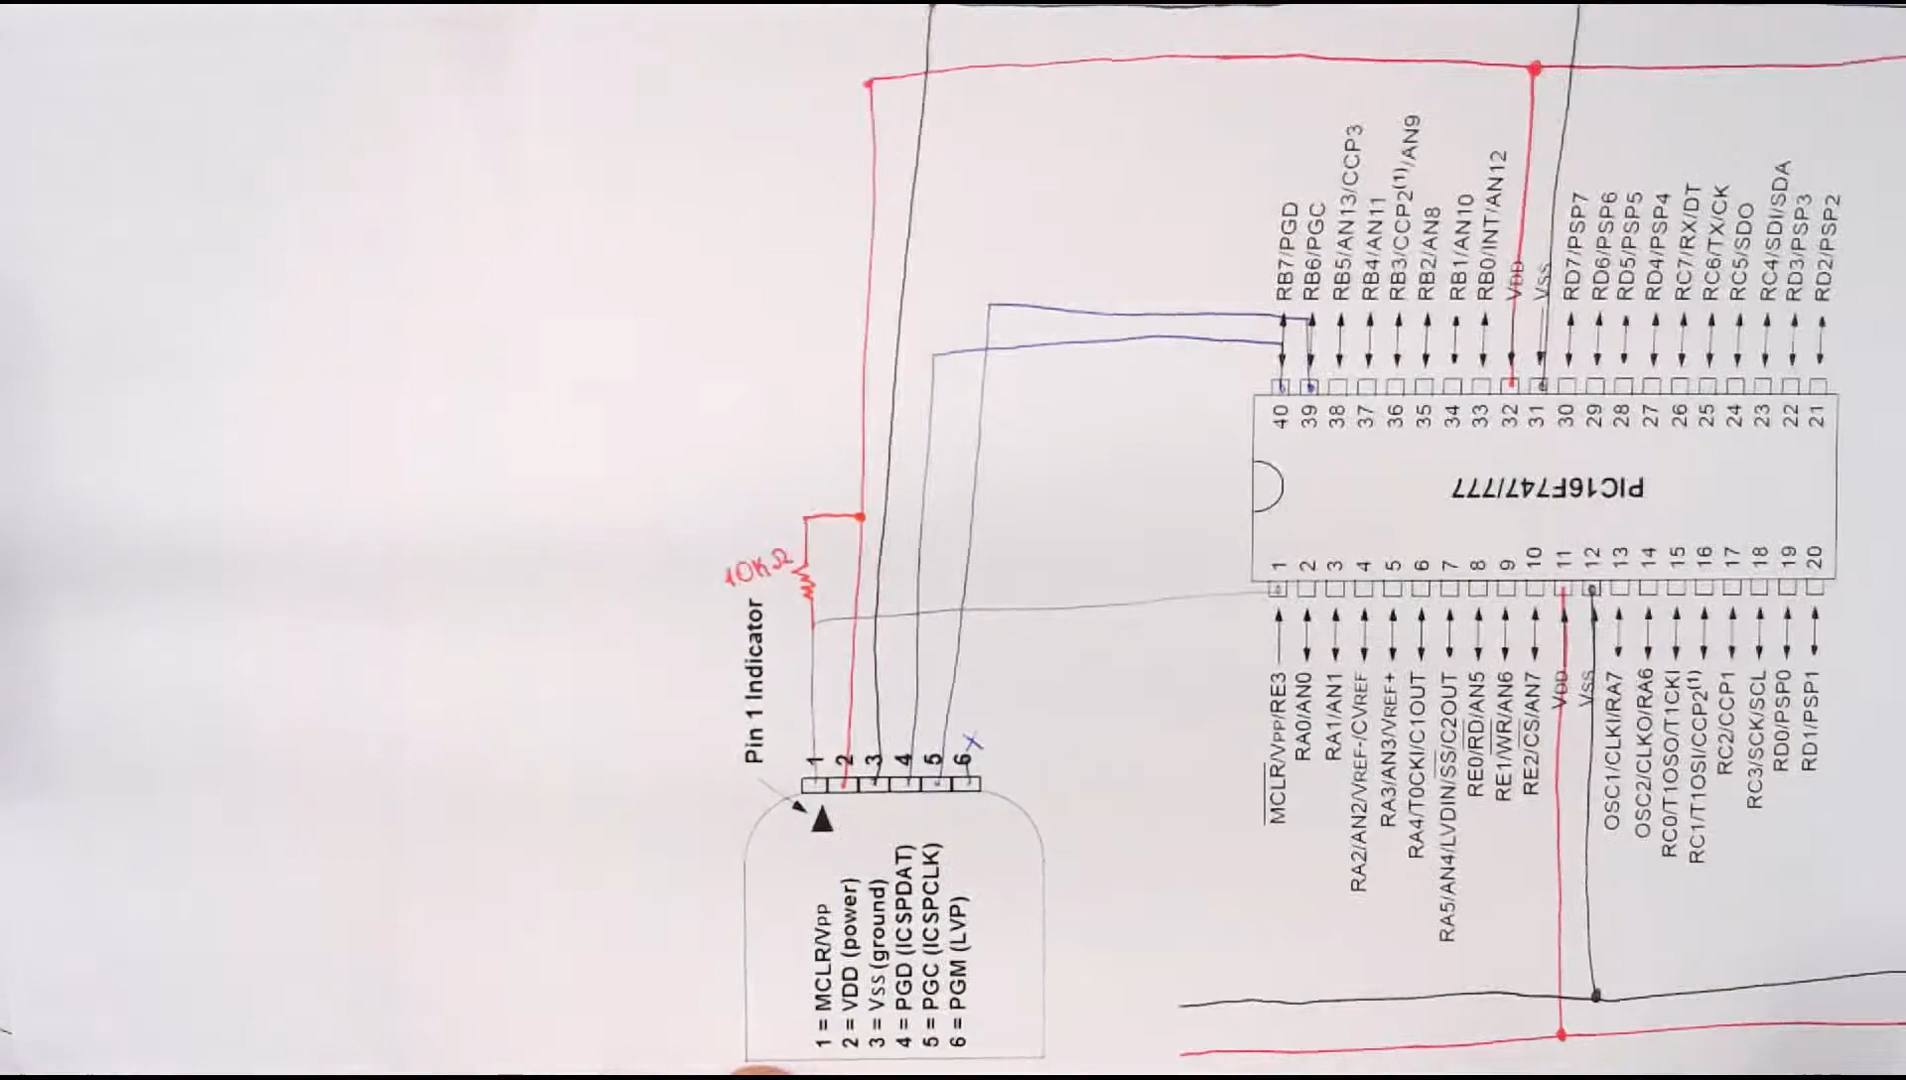 10KΩ
Pin 1 Indicator
1
2
3
4
5
6 X
1 = MCLR/VPP
2 = VDD (power)
3 = VSS (ground)
4 = PGD (ICSPDAT)
5 = PGC (ICSPCLK)
6 = PGM (LVP)
PIC16F747/777
MCLR/VPP/RE3 1
RA0/AN0 2
RA1/AN1 3
RA2/AN2/VREF-/CVREF 4
RA3/AN3/VREF+ 5
RA4/T0CKI/C1OUT 6
RA5/AN4/LVDIN/SS/C2OUT 7
RE0/RD/AN5 8
RE1/WR/AN6 9
RE2/CS/AN7 10
VDD 11
VSS 12
OSC1/CLKI/RA7 13
OSC2/CLKO/RA6 14
RC0/T1OSO/T1CKI 15
RC1/T1OSI/CCP2(1) 16
RC2/CCP1 17
RC3/SCK/SCL 18
RD0/PSP0 19
RD1/PSP1 20
40 RB7/PGD
39 RB6/PGC
38 RB5/AN13/CCP3
37 RB4/AN11
36 RB3/CCP2(1)/AN9
35 RB2/AN8
34 RB1/AN10
33 RB0/INT/AN12
32 VDD
31 VSS
30 RD7/PSP7
29 RD6/PSP6
28 RD5/PSP5
27 RD4/PSP4
26 RC7/RX/DT
25 RC6/TX/CK
24 RC5/SDO
23 RC4/SDI/SDA
22 RD3/PSP3
21 RD2/PSP2